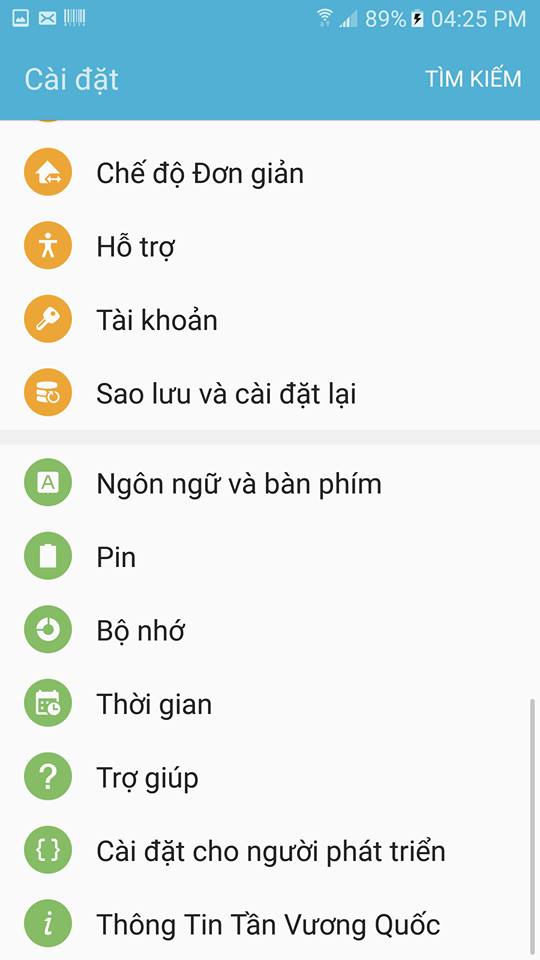 89% 04:25 PM
Cài đặt TÌM KIẾM
Chế độ Đơn giản
Hỗ trợ
Tài khoản
Sao lưu và cài đặt lại
A Ngôn ngữ và bàn phím
Pin
Bộ nhớ
Thời gian
? Trợ giúp
{ } Cài đặt cho người phát triển
i Thông Tin Tần Vương Quốc